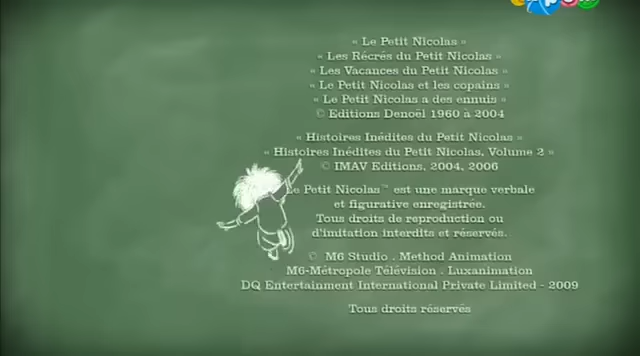 « Le Petit Nicolas »
« Les Récrés du Petit Nicolas »
« Les Vacances du Petit Nicolas »
« Le Petit Nicolas et les copains »
« Le Petit Nicolas a des ennuis »
© Editions Denoël 1960 à 2004
« Histoires Inédites du Petit Nicolas »
« Histoires Inédites du Petit Nicolas, Volume 2 »
© IMAV Editions, 2004, 2006
Le Petit Nicolas™ est une marque verbale
et figurative enregistrée.
Tous droits de reproduction ou
d'imitation interdits et réservés.
© M6 Studio . Method Animation
M6-Métropole Télévision . Luxanimation
DQ Entertainment International Private Limited - 2009
Tous droits réservés